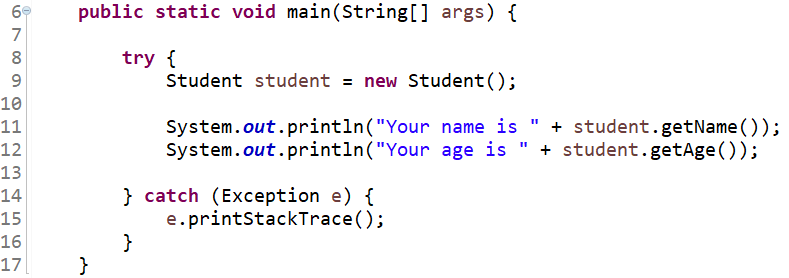 6 public static void main(String[] args) {
7
8 try {
9 Student student = new Student();
10
11 System.out.println("Your name is " + student.getName());
12 System.out.println("Your age is " + student.getAge());
13
14 } catch (Exception e) {
15 e.printStackTrace();
16 }
17 }